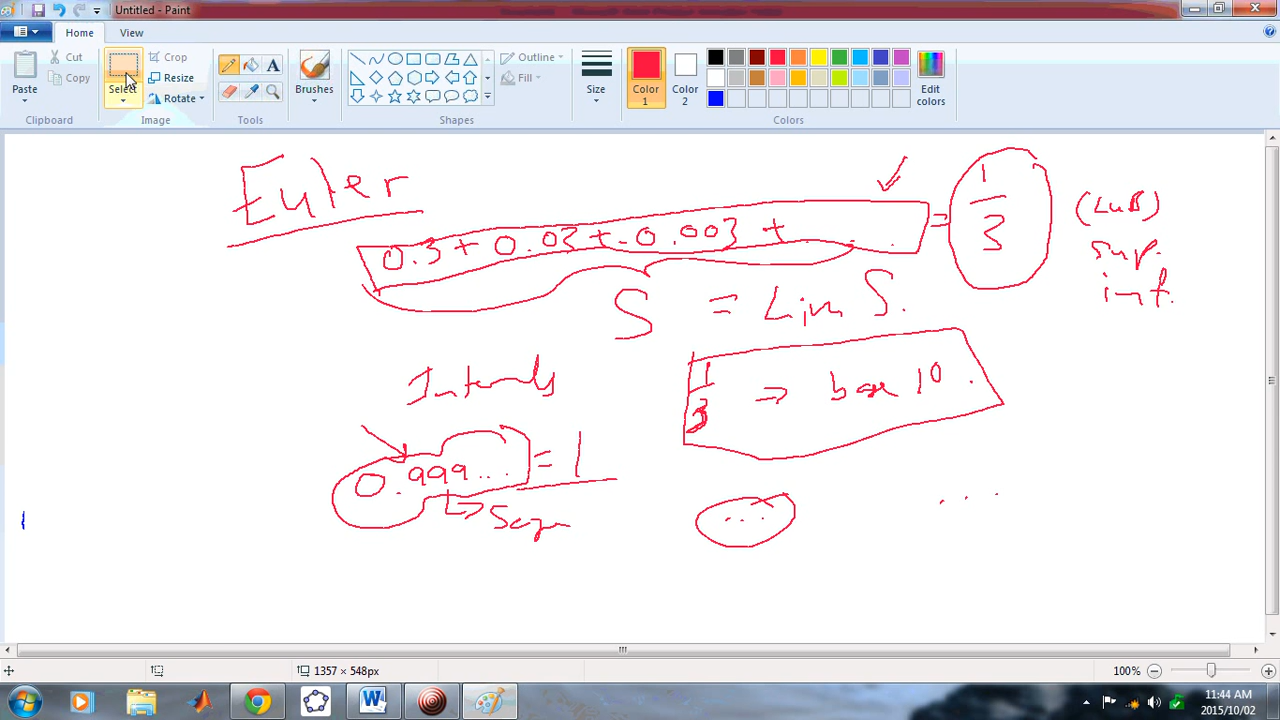 Untitled - Paint
Home
View
Paste
Cut
Copy
Clipboard
Select
Crop
Resize
Rotate
Image
A
Tools
Brushes
Outline
Fill
Shapes
Size
Color 1
Color 2
Edit colors
Colors
Euler
0.3 + 0.03 + 0.003 + . . . = 1/3
(LUB)
sup.
inf.
S = Lim S.
Intervals
1/3 ⇒ base 10.
0.999... = 1
...
....
1357 × 548px
100%
11:44 AM
2015/10/02